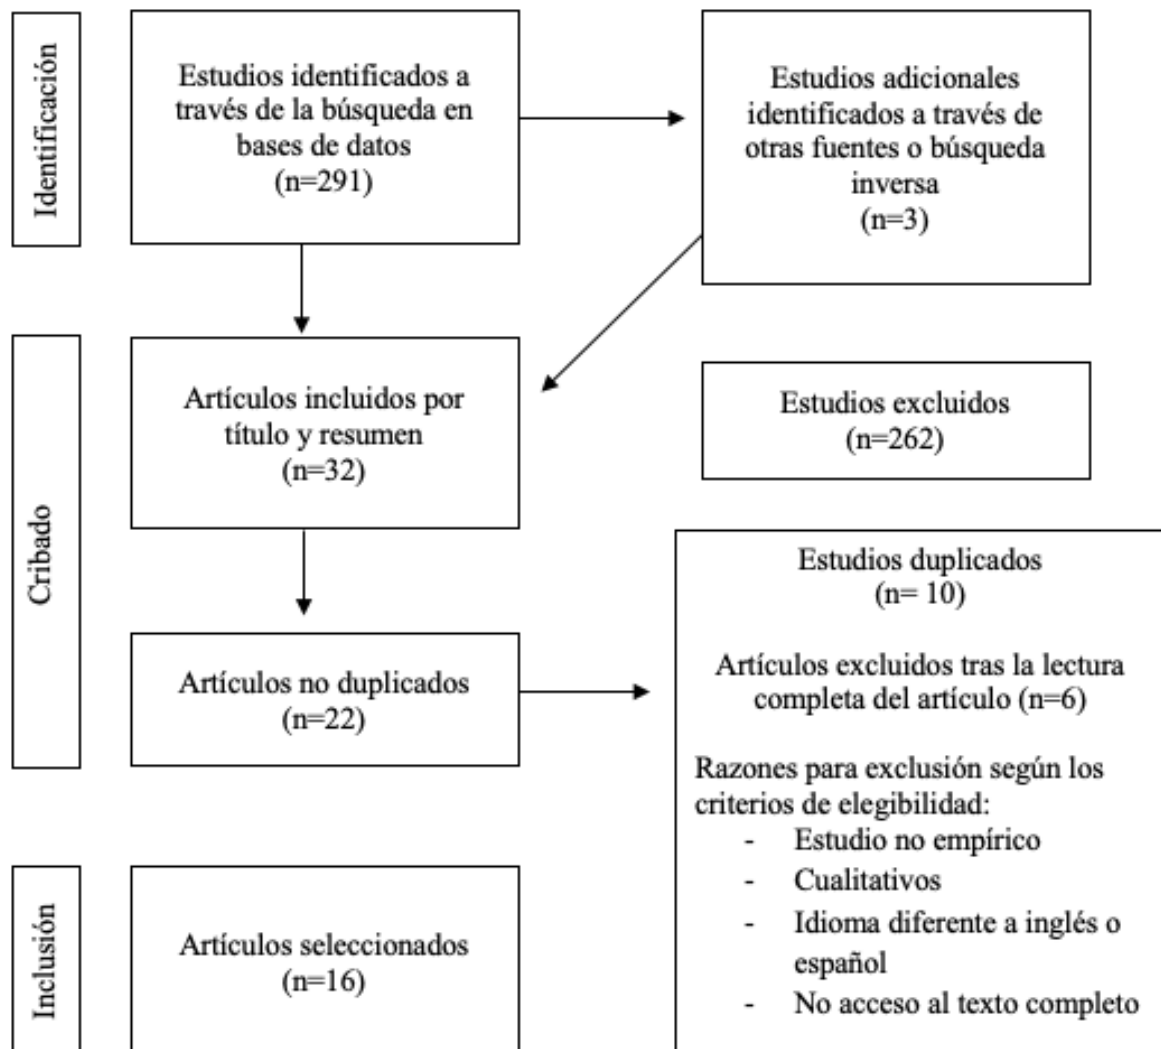 Identificación
Estudios identificados a
través de la búsqueda en
bases de datos
(n=291)
Estudios adicionales
identificados a través de
otras fuentes o búsqueda
inversa
(n=3)
Cribado
Artículos incluidos por
título y resumen
(n=32)
Estudios excluidos
(n=262)
Artículos no duplicados
(n=22)
Estudios duplicados
(n= 10)
Artículos excluidos tras la lectura
completa del artículo (n=6)
Razones para exclusión según los
criterios de elegibilidad:
- Estudio no empírico
- Cualitativos
- Idioma diferente a inglés o
español
- No acceso al texto completo
Inclusión
Artículos seleccionados
(n=16)